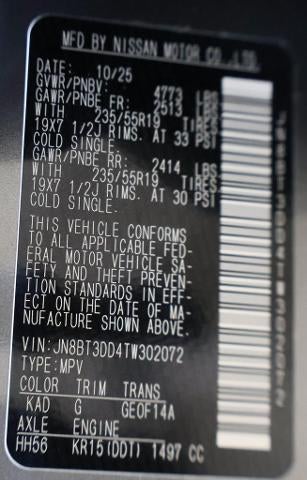 MFD BY NISSAN MOTOR CO.,LTD.
DATE: 10/25
GVWR/PNBV: 4773 LBS
GAWR/PNBE FR: 2513 LBS
WITH 235/55R19 TIRES
19X7 1/2J RIMS. AT 33 PSI
COLD SINGLE.
GAWR/PNBE RR: 2414 LBS
WITH 235/55R19 TIRES
19X7 1/2J RIMS. AT 30 PSI
COLD SINGLE.
THIS VEHICLE CONFORMS
TO ALL APPLICABLE FED-
ERAL MOTOR VEHICLE SA-
FETY AND THEFT PREVEN-
TION STANDARDS IN EFF-
ECT ON THE DATE OF MA-
NUFACTURE SHOWN ABOVE.
VIN:JN8BT3DD4TW302072
TYPE:MPV
COLOR TRIM TRANS
KAD G GEOF14A
AXLE ENGINE
HH56 KR15(DDT) 1497 CC